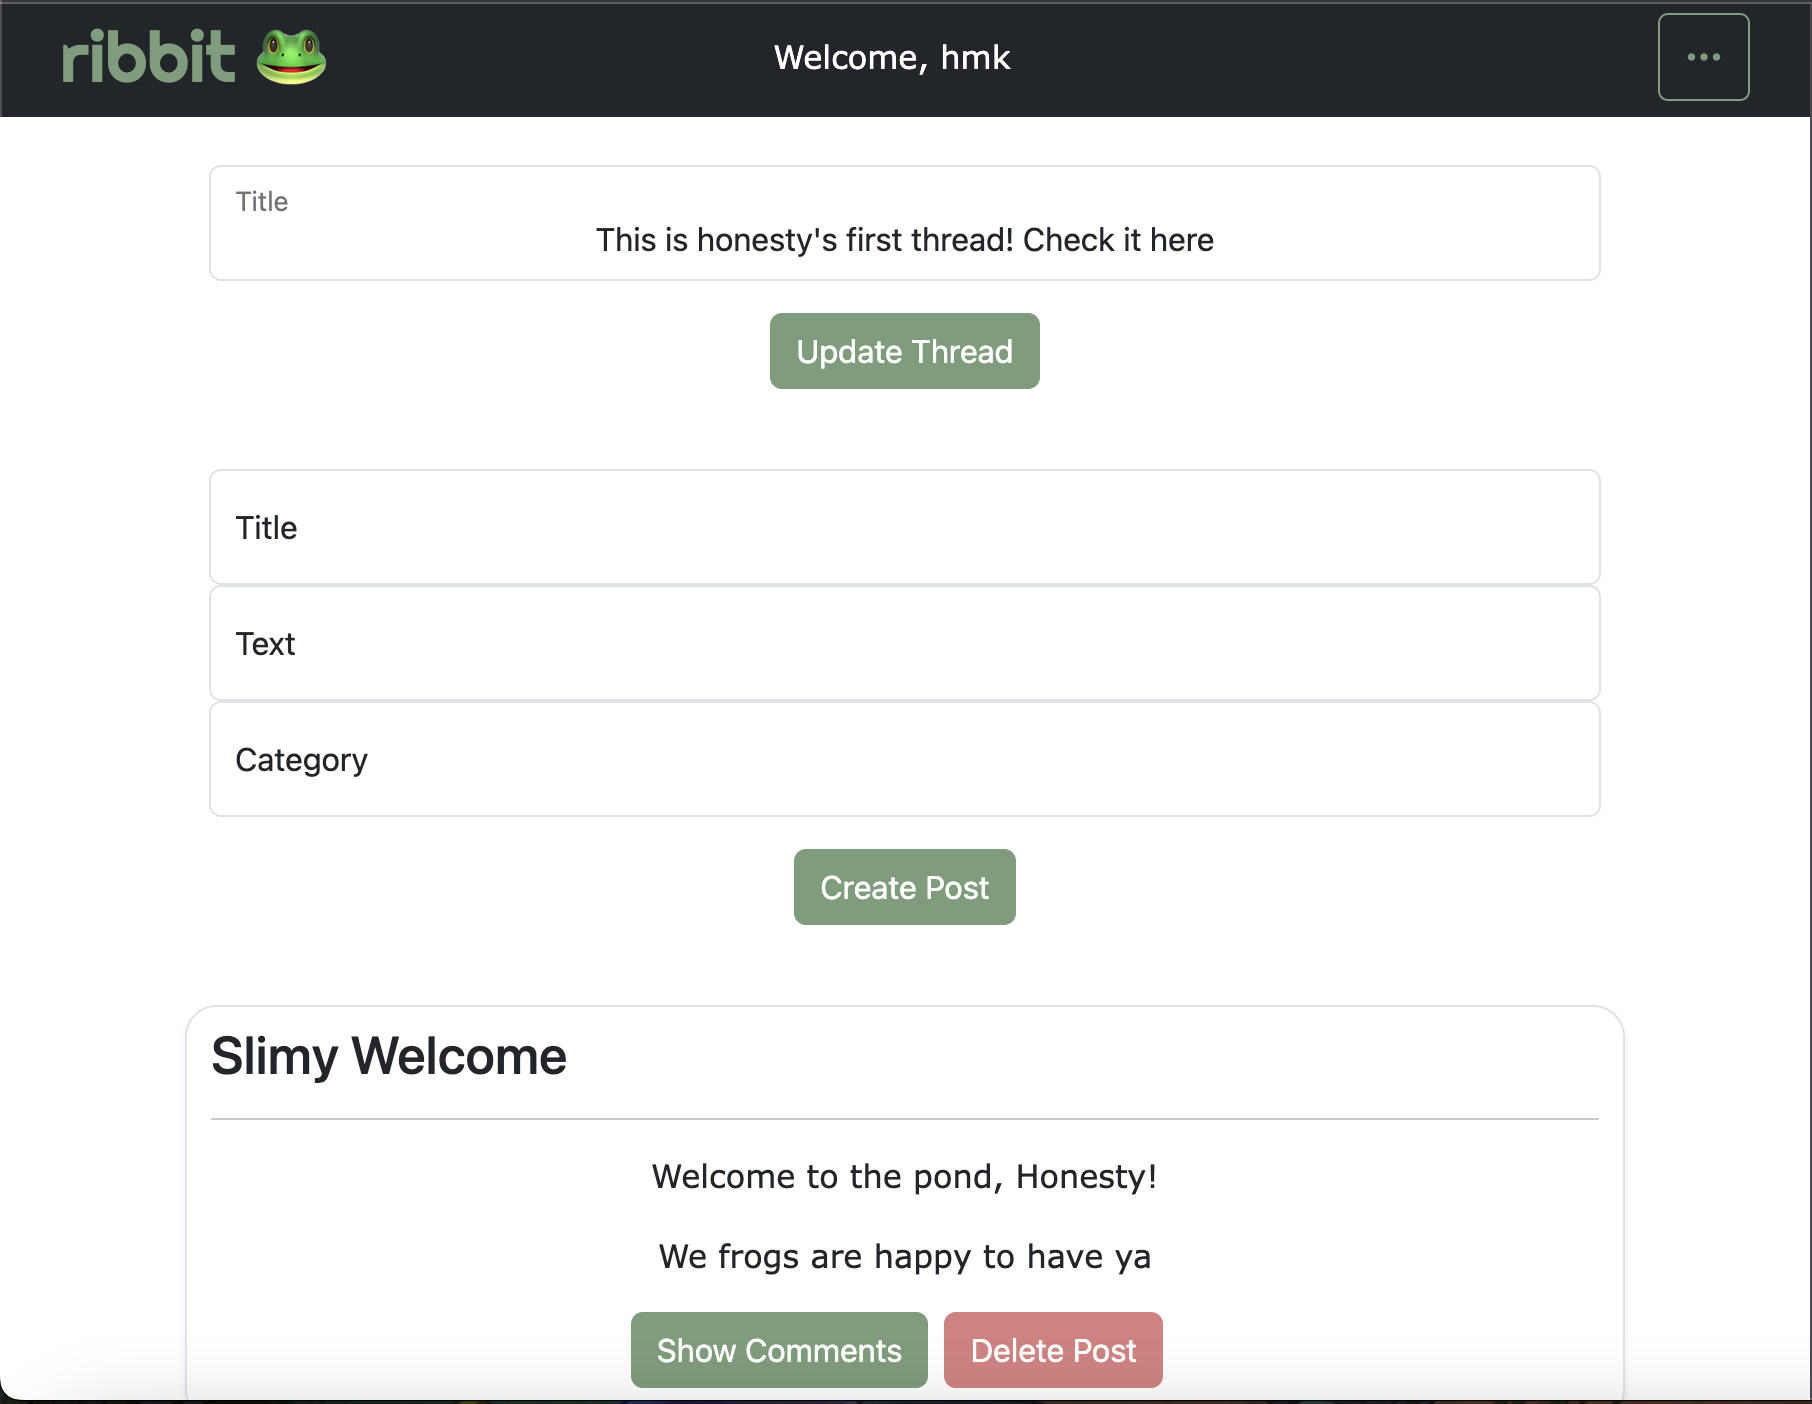 ribbit 🐸
Welcome, hmk
Title
This is honesty's first thread! Check it here
Update Thread
Title
Text
Category
Create Post
Slimy Welcome
Welcome to the pond, Honesty!
We frogs are happy to have ya
Show Comments
Delete Post